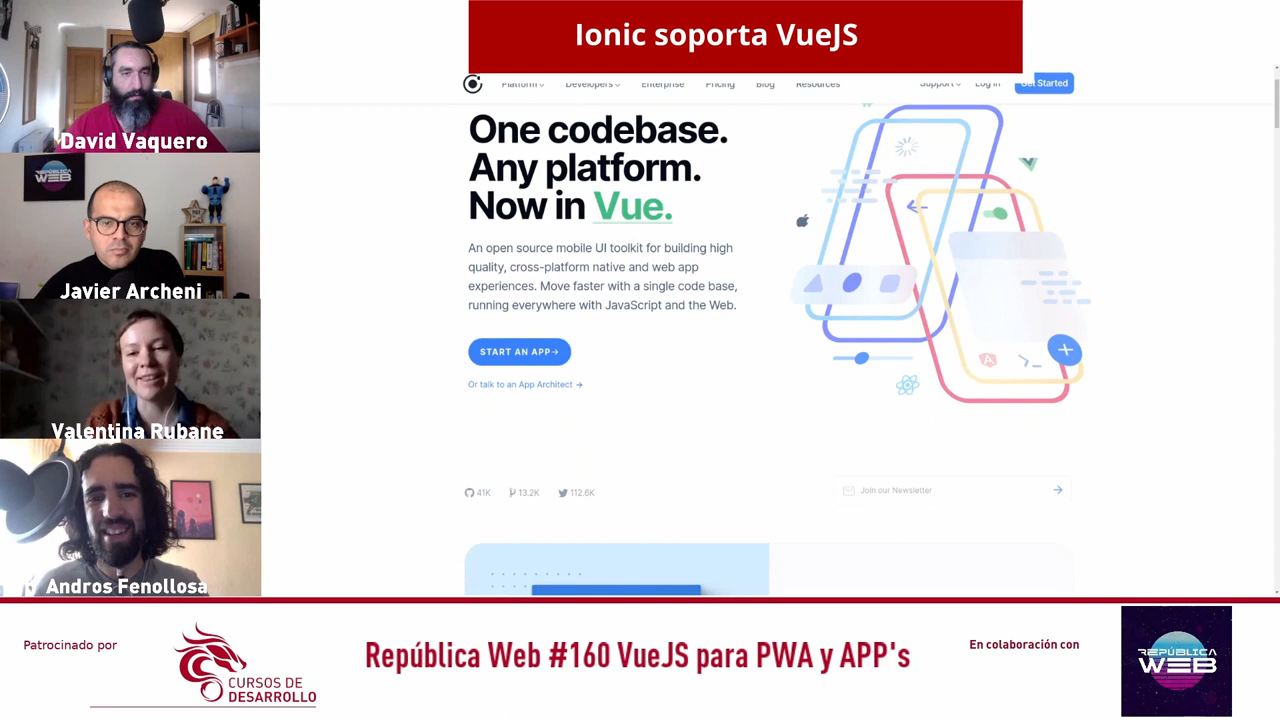 Ionic soporta VueJS
David Vaquero
REPÚBLICA
WEB
Javier Archeni
Valentina Rubane
Andros Fenollosa
Platform Developers Enterprise Pricing Blog Resources Support Log in Get Started
One codebase.
Any platform.
Now in Vue.
An open source mobile UI toolkit for building high
quality, cross-platform native and web app
experiences. Move faster with a single code base,
running everywhere with JavaScript and the Web.
START AN APP →
Or talk to an App Architect →
41K 13.2K 112.6K
Join our Newsletter →
Patrocinado por
CURSOS DE
DESARROLLO
República Web #160 VueJS para PWA y APP's
En colaboración con
REPÚBLICA
WEB